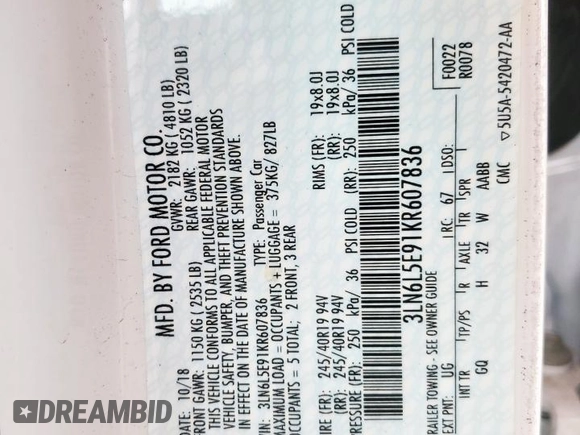 MFD. BY FORD MOTOR CO.
DATE: 10/18 GVWR: 2182 KG ( 4810 LB)
FRONT GAWR: 1150 KG ( 2535 LB) REAR GAWR: 1052 KG ( 2320 LB)
THIS VEHICLE CONFORMS TO ALL APPLICABLE FEDERAL MOTOR
VEHICLE SAFETY, BUMPER, AND THEFT PREVENTION STANDARDS
IN EFFECT ON THE DATE OF MANUFACTURE SHOWN ABOVE.
VIN: 3LN6L5E91KR607836 TYPE: Passenger Car
MAXIMUM LOAD = OCCUPANTS + LUGGAGE = 375KG/ 827LB
OCCUPANTS = 5 TOTAL; 2 FRONT, 3 REAR
TIRE (FR): 245/40R19 94V RIMS (FR): 19x8.0J
(RR): 245/40R19 94V (RR): 19x8.0J
PRESSURE (FR): 250 kPa/ 36 PSI COLD (RR): 250 kPa/ 36 PSI COLD
3LN6L5E91KR607836
TRAILER TOWING - SEE OWNER GUIDE F0022
R0078
EXT PNT: UG RC: 67 DSO:
INT TR TP/PS R AXLE TR SPR
GQ H 32 W AABB
CMC ▽5U5A-5420472-AA
DREAMBID